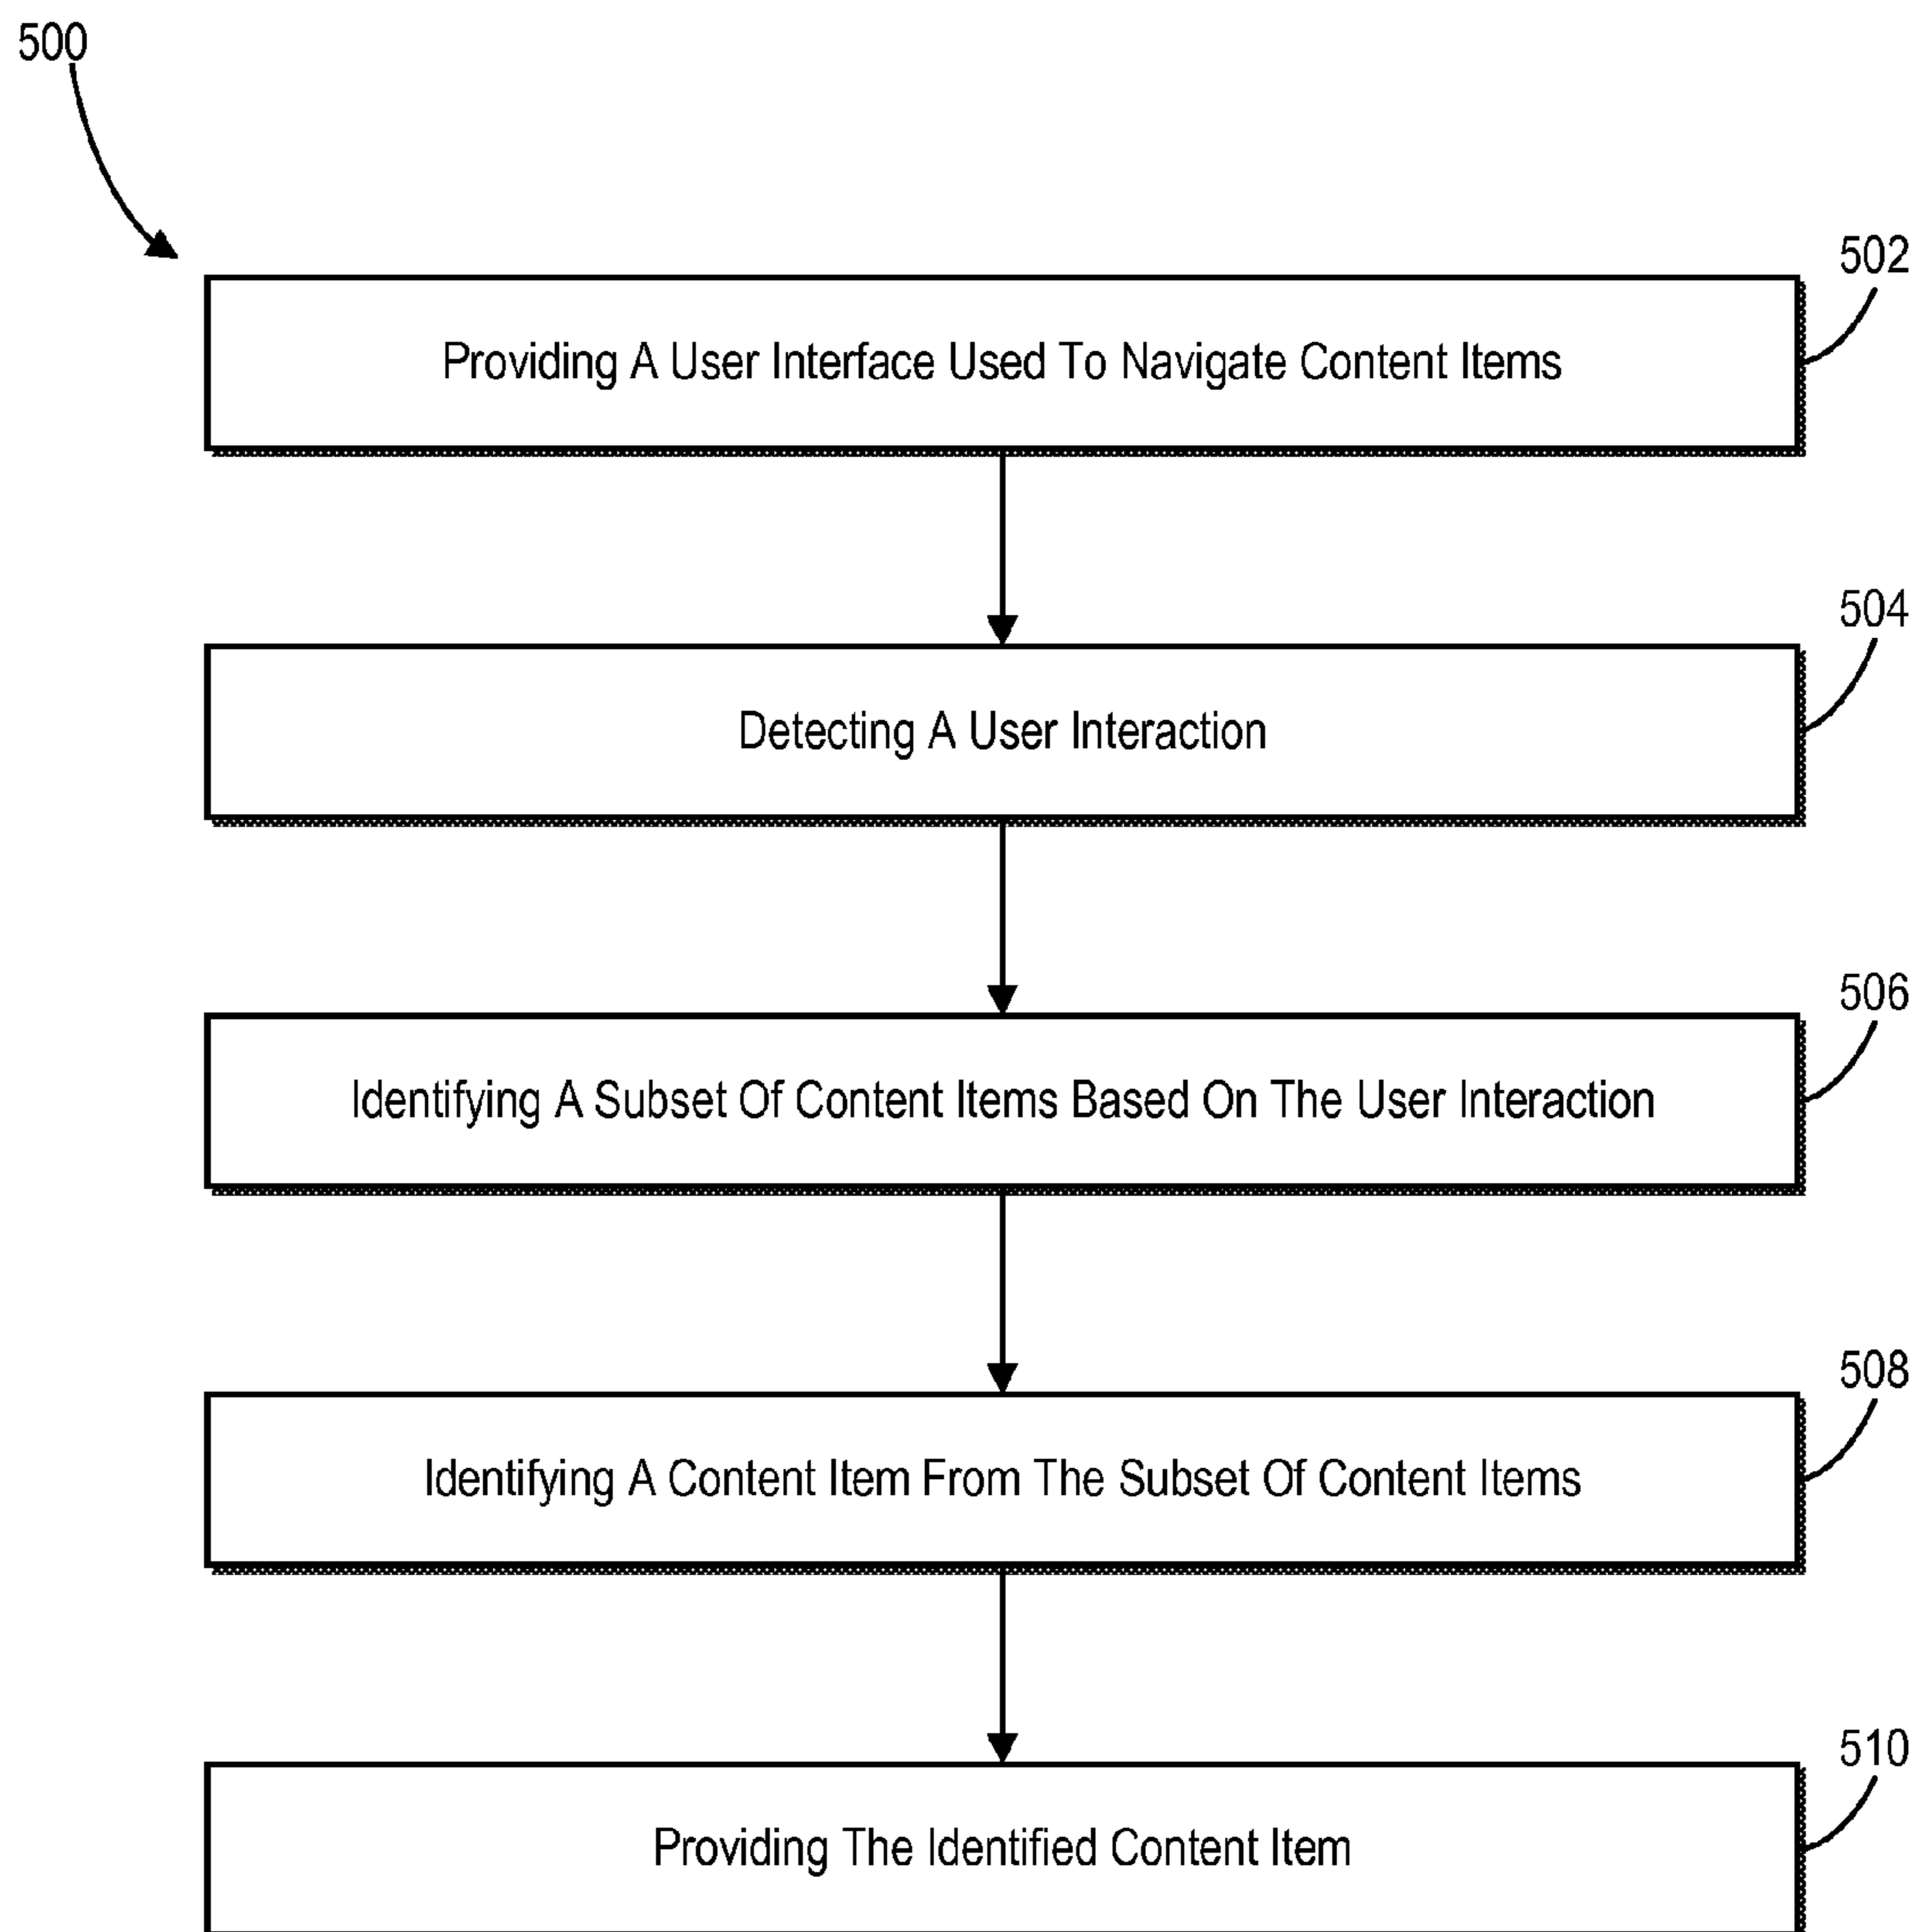 500
502
Providing A User Interface Used To Navigate Content Items
504
Detecting A User Interaction
506
Identifying A Subset Of Content Items Based On The User Interaction
508
Identifying A Content Item From The Subset Of Content Items
510
Providing The Identified Content Item